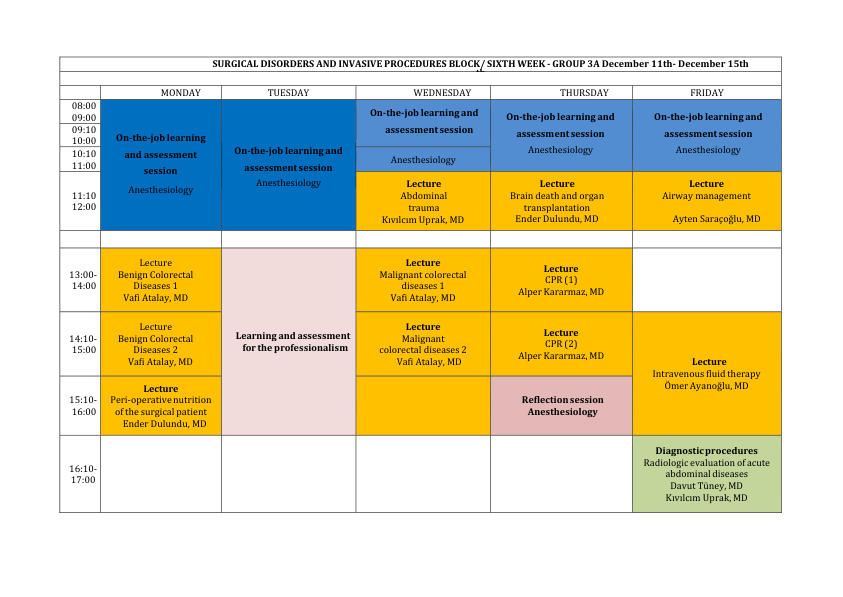 SURGICAL DISORDERS AND INVASIVE PROCEDURES BLOCK/ SIXTH WEEK - GROUP 3A December 11th- December 15th
MONDAY
TUESDAY
WEDNESDAY
THURSDAY
FRIDAY
08:00
09:00
09:10
10:00
10:10
11:00
On-the-job learning
and assessment
session
Anesthesiology
On-the-job learning and
assessment session
Anesthesiology
On-the-job learning and
assessment session
Anesthesiology
On-the-job learning and
assessment session
Anesthesiology
On-the-job learning and
assessment session
Anesthesiology
11:10
12:00
Lecture
Abdominal
trauma
Kıvılcım Uprak, MD
Lecture
Brain death and organ
transplantation
Ender Dulundu, MD
Lecture
Airway management
Ayten Saraçoğlu, MD
13:00-
14:00
Lecture
Benign Colorectal
Diseases 1
Vafi Atalay, MD
Learning and assessment
for the professionalism
Lecture
Malignant colorectal
diseases 1
Vafi Atalay, MD
Lecture
CPR (1)
Alper Kararmaz, MD
14:10-
15:00
Lecture
Benign Colorectal
Diseases 2
Vafi Atalay, MD
Lecture
Malignant
colorectal diseases 2
Vafi Atalay, MD
Lecture
CPR (2)
Alper Kararmaz, MD
Lecture
Intravenous fluid therapy
Ömer Ayanoğlu, MD
15:10-
16:00
Lecture
Peri-operative nutrition
of the surgical patient
Ender Dulundu, MD
Reflection session
Anesthesiology
16:10-
17:00
Diagnostic procedures
Radiologic evaluation of acute
abdominal diseases
Davut Tüney, MD
Kıvılcım Uprak, MD